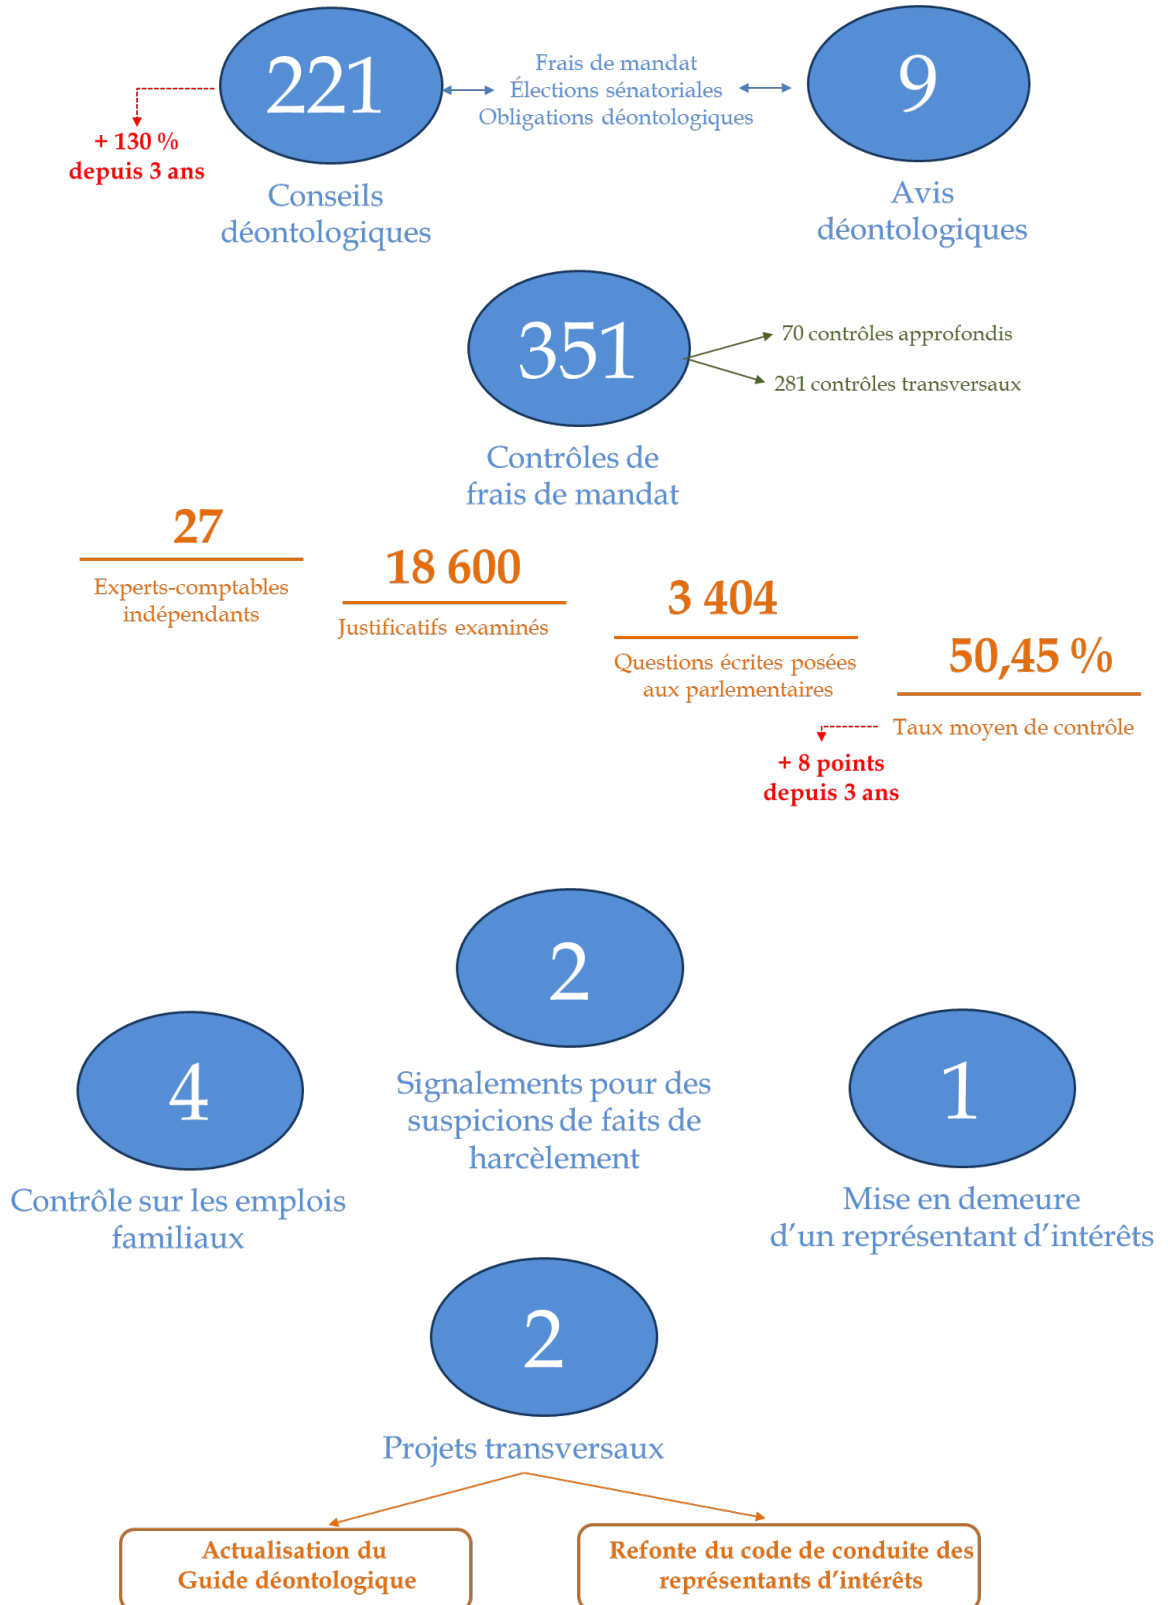 221
Frais de mandat
Élections sénatoriales
Obligations déontologiques
9
+ 130 %
depuis 3 ans
Conseils
déontologiques
Avis
déontologiques
351
70 contrôles approfondis
281 contrôles transversaux
Contrôles de
frais de mandat
27
Experts-comptables
indépendants
18 600
Justificatifs examinés
3 404
Questions écrites posées
aux parlementaires
50,45 %
Taux moyen de contrôle
+ 8 points
depuis 3 ans
2
Signalements pour des
suspicions de faits de
harcèlement
4
Contrôle sur les emplois
familiaux
1
Mise en demeure
d’un représentant d’intérêts
2
Projets transversaux
Actualisation du
Guide déontologique
Refonte du code de conduite des
représentants d’intérêts